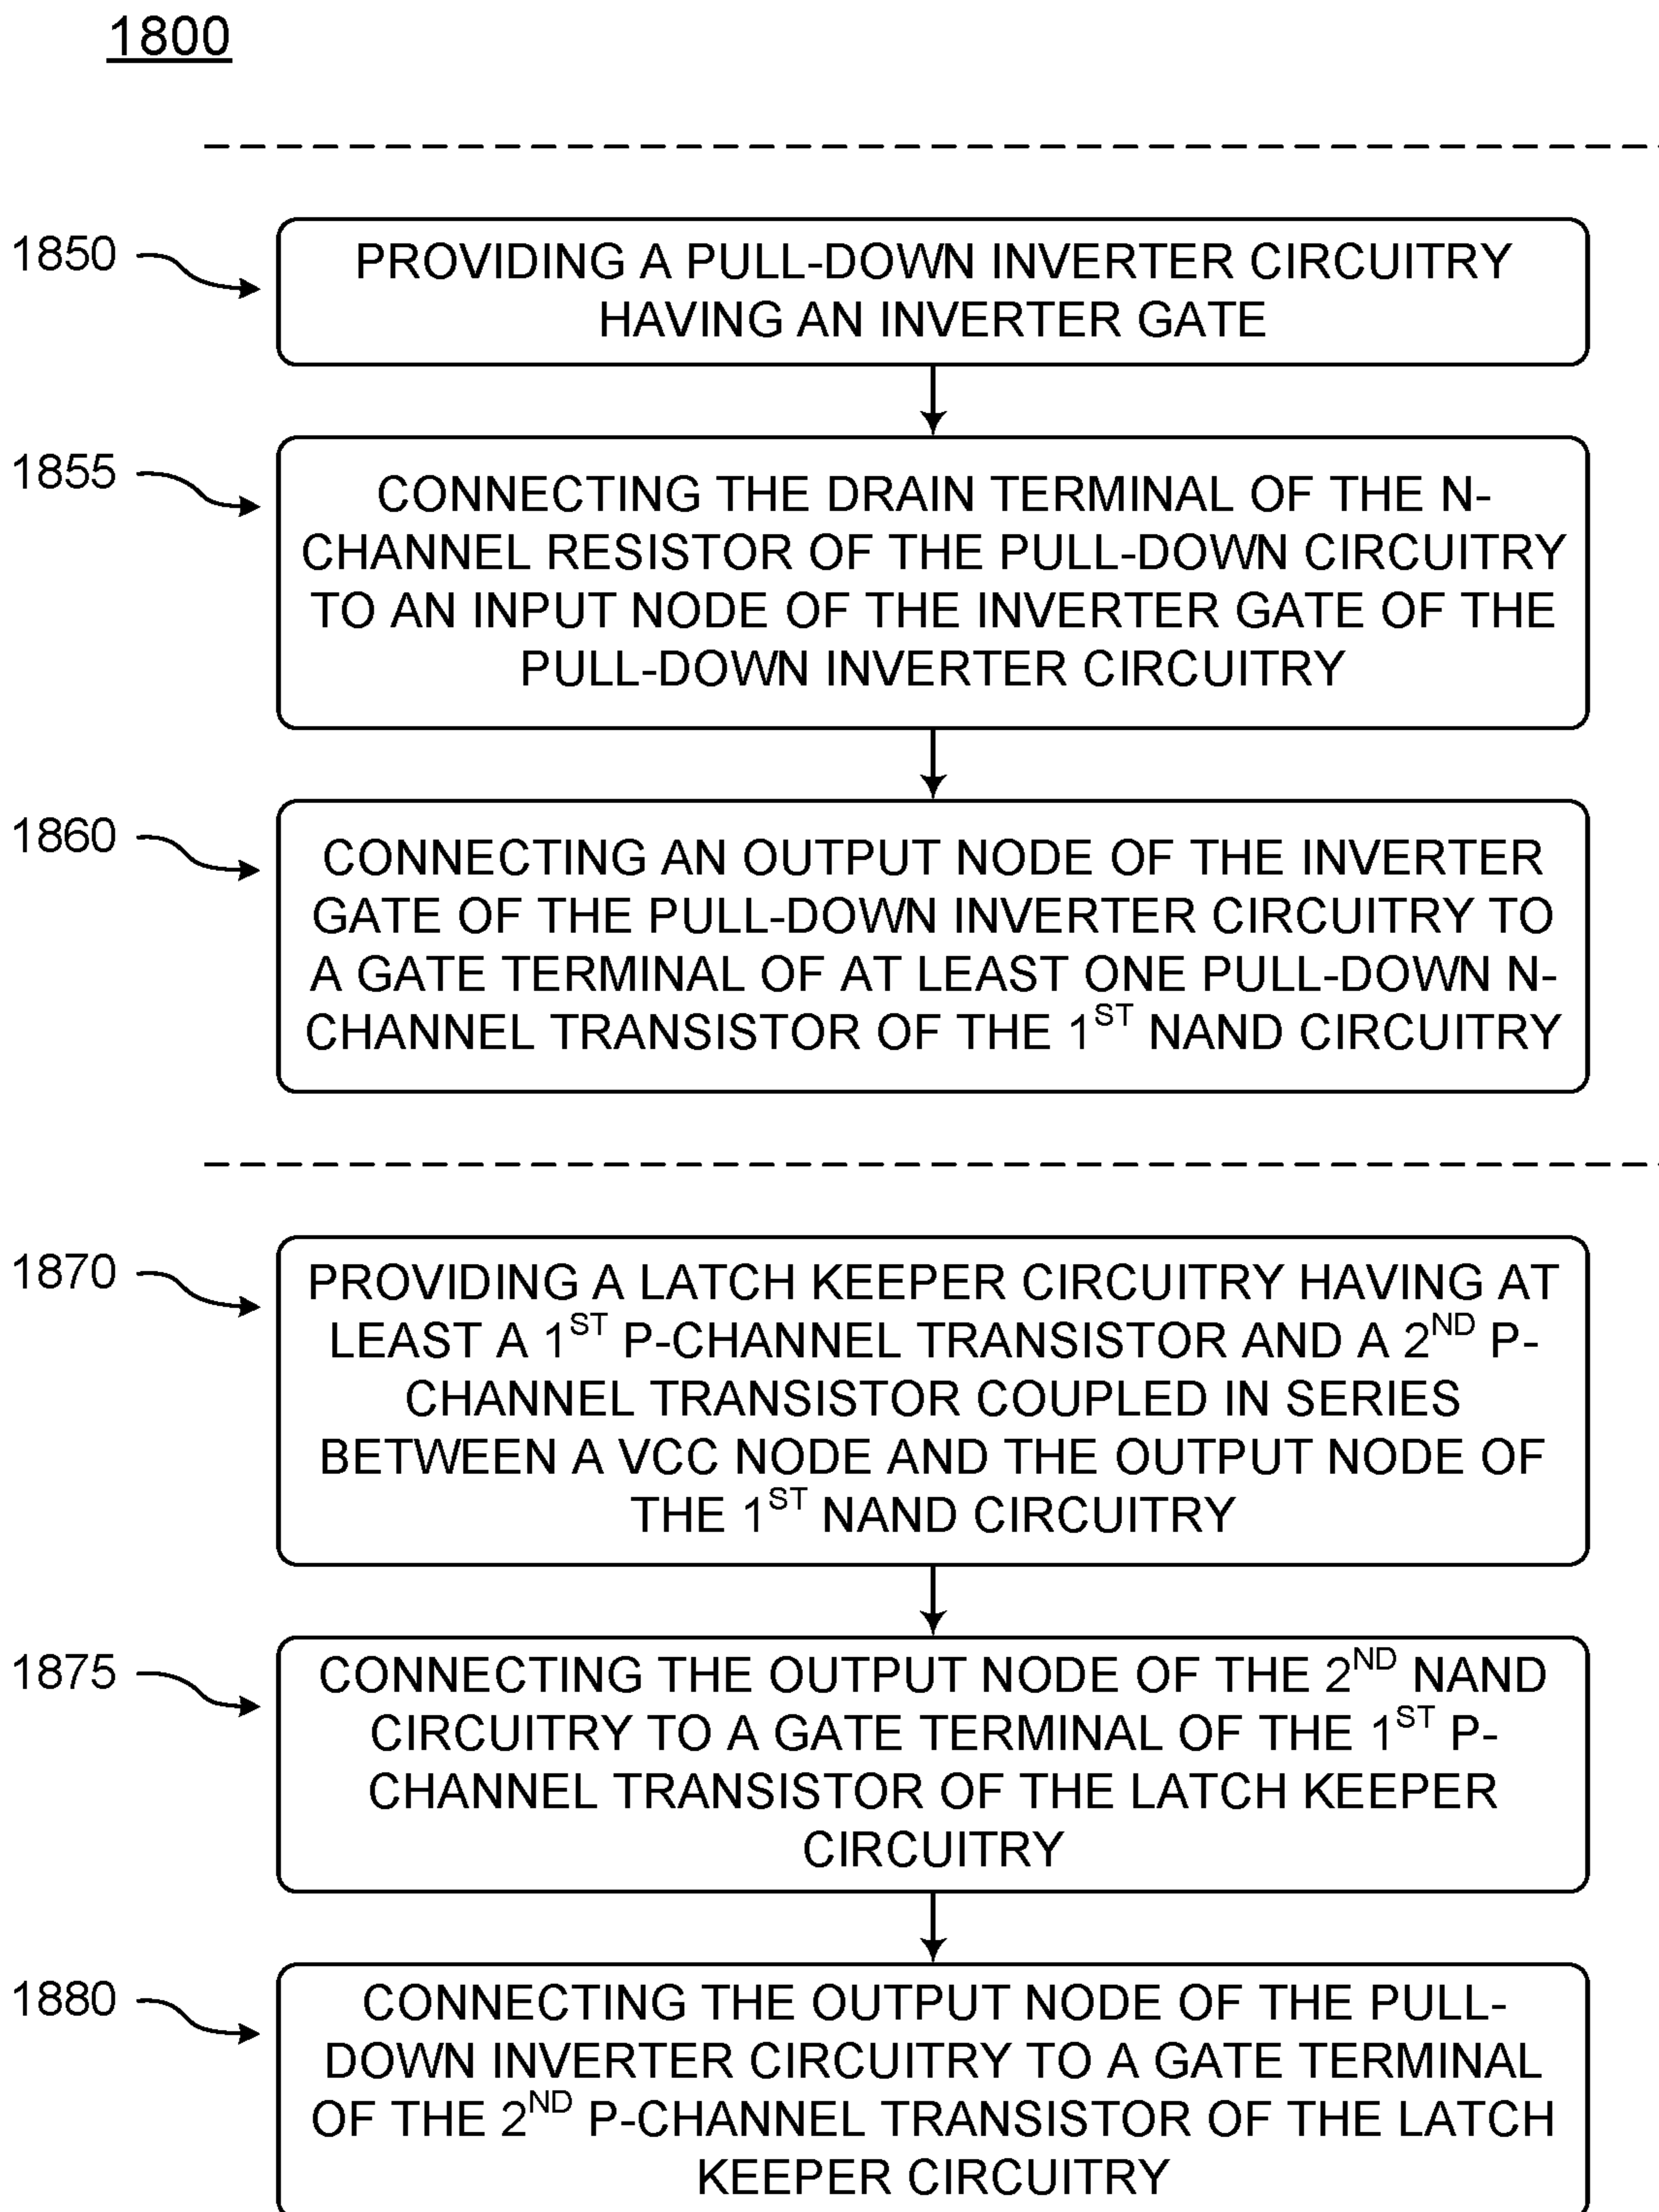 1800
1850
PROVIDING A PULL-DOWN INVERTER CIRCUITRY
HAVING AN INVERTER GATE
1855
CONNECTING THE DRAIN TERMINAL OF THE N-
CHANNEL RESISTOR OF THE PULL-DOWN CIRCUITRY
TO AN INPUT NODE OF THE INVERTER GATE OF THE
PULL-DOWN INVERTER CIRCUITRY
1860
CONNECTING AN OUTPUT NODE OF THE INVERTER
GATE OF THE PULL-DOWN INVERTER CIRCUITRY TO
A GATE TERMINAL OF AT LEAST ONE PULL-DOWN N-
CHANNEL TRANSISTOR OF THE 1ST NAND CIRCUITRY
1870
PROVIDING A LATCH KEEPER CIRCUITRY HAVING AT
LEAST A 1ST P-CHANNEL TRANSISTOR AND A 2ND P-
CHANNEL TRANSISTOR COUPLED IN SERIES
BETWEEN A VCC NODE AND THE OUTPUT NODE OF
THE 1ST NAND CIRCUITRY
1875
CONNECTING THE OUTPUT NODE OF THE 2ND NAND
CIRCUITRY TO A GATE TERMINAL OF THE 1ST P-
CHANNEL TRANSISTOR OF THE LATCH KEEPER
CIRCUITRY
1880
CONNECTING THE OUTPUT NODE OF THE PULL-
DOWN INVERTER CIRCUITRY TO A GATE TERMINAL
OF THE 2ND P-CHANNEL TRANSISTOR OF THE LATCH
KEEPER CIRCUITRY